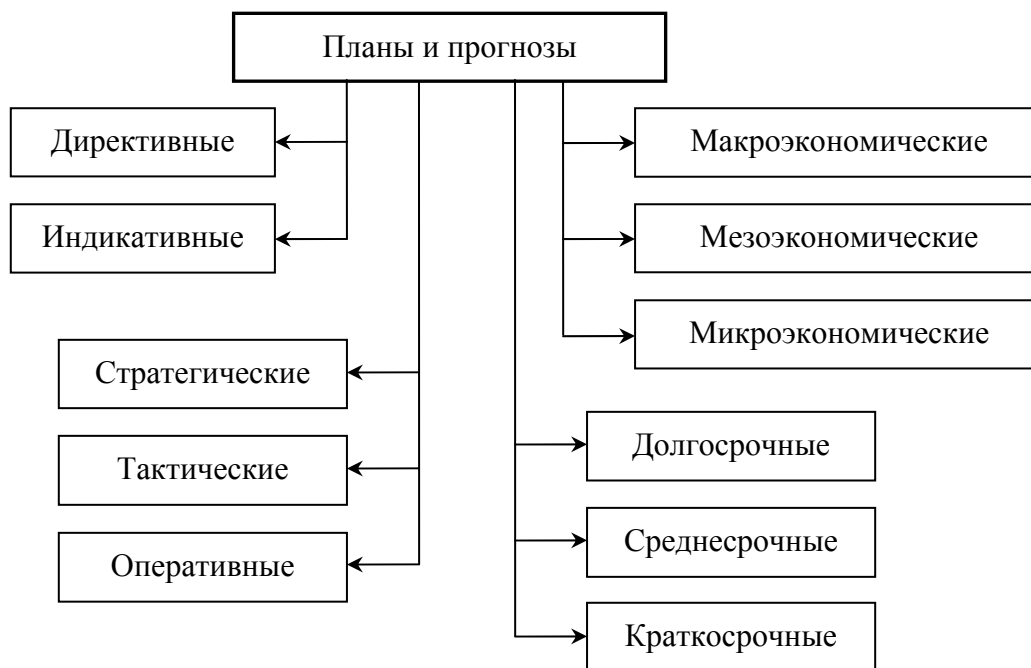 Планы и прогнозы
Директивные
Индикативные
Стратегические
Тактические
Оперативные
Макроэкономические
Мезоэкономические
Микроэкономические
Долгосрочные
Среднесрочные
Краткосрочные